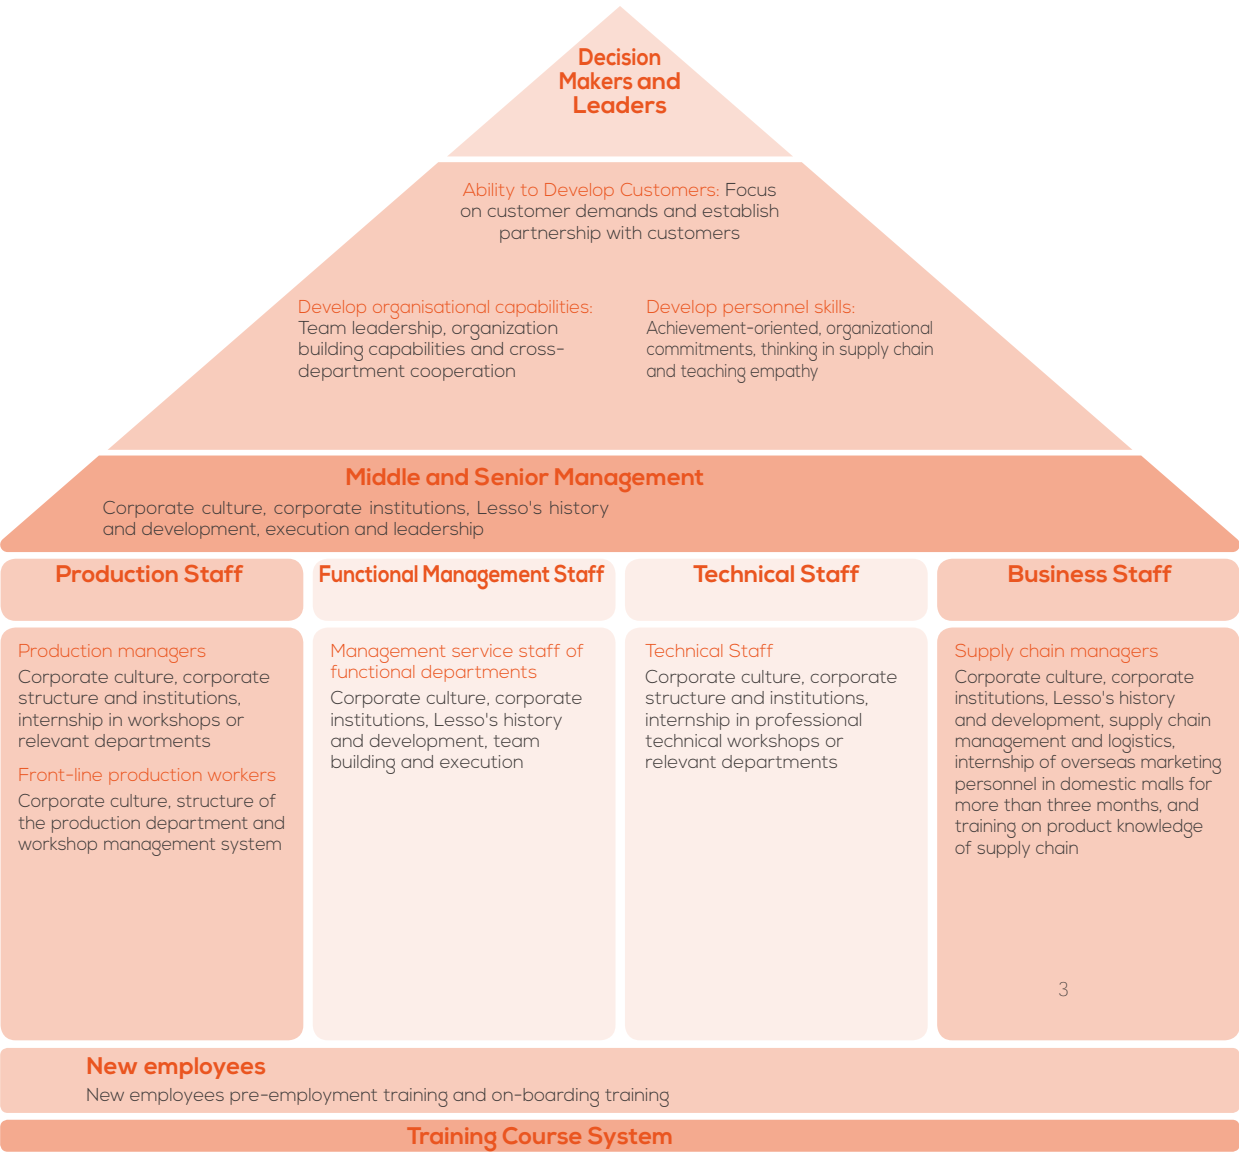 Decision
Makers and
Leaders
Ability to Develop Customers: Focus
on customer demands and establish
partnership with customers
Develop organisational capabilities:
Team leadership, organization
building capabilities and cross-
department cooperation
Develop personnel skills:
Achievement-oriented, organizational
commitments, thinking in supply chain
and teaching empathy
Middle and Senior Management
Corporate culture, corporate institutions, Lesso's history
and development, execution and leadership
Production Staff
Production managers
Corporate culture, corporate
structure and institutions,
internship in workshops or
relevant departments
Front-line production workers
Corporate culture, structure of
the production department and
workshop management system
Functional Management Staff
Management service staff of
functional departments
Corporate culture, corporate
institutions, Lesso's history
and development, team
building and execution
Technical Staff
Technical Staff
Corporate culture, corporate
structure and institutions,
internship in professional
technical workshops or
relevant departments
Business Staff
Supply chain managers
Corporate culture, corporate
institutions, Lesso's history
and development, supply chain
management and logistics,
internship of overseas marketing
personnel in domestic malls for
more than three months, and
training on product knowledge
of supply chain
3
New employees
New employees pre-employment training and on-boarding training
Training Course System